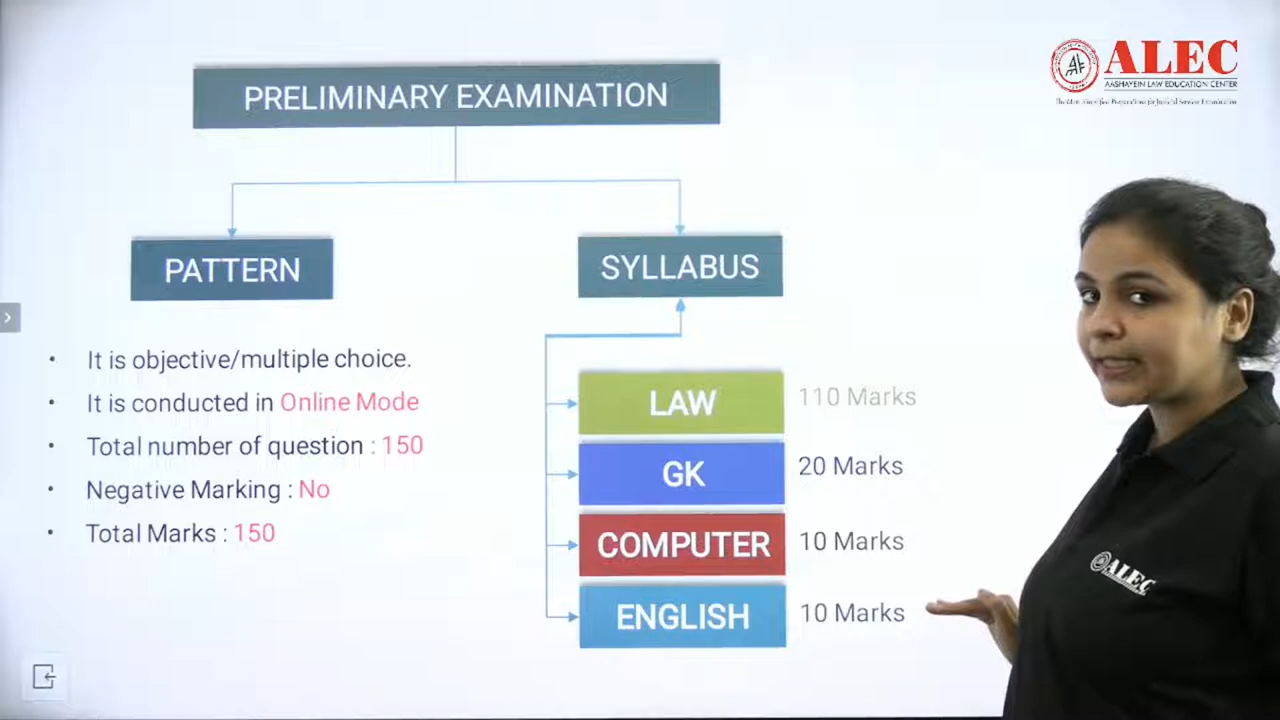 PRELIMINARY EXAMINATION
ALEC
AASHAYEIN LAW EDUCATION CENTER
PATTERN
• It is objective/multiple choice.
• It is conducted in Online Mode
• Total number of question : 150
• Negative Marking : No
• Total Marks : 150
SYLLABUS
LAW 110 Marks
GK 20 Marks
COMPUTER 10 Marks
ENGLISH 10 Marks
ALEC